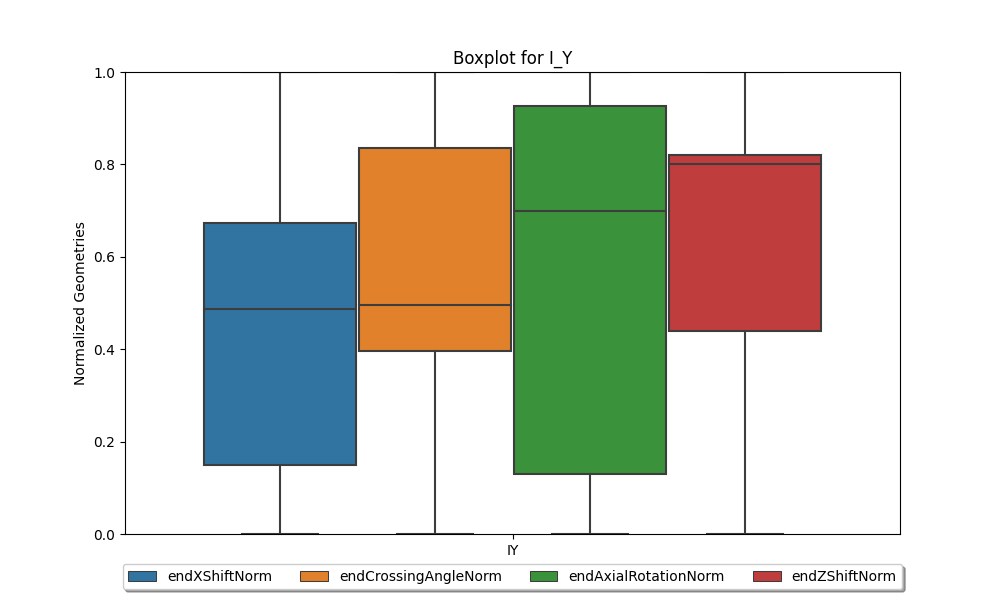 Boxplot for I_Y
Normalized Geometries
1.0
0.8
0.6
0.4
0.2
0.0
IY
endXShiftNorm endCrossingAngleNorm endAxialRotationNorm endZShiftNorm